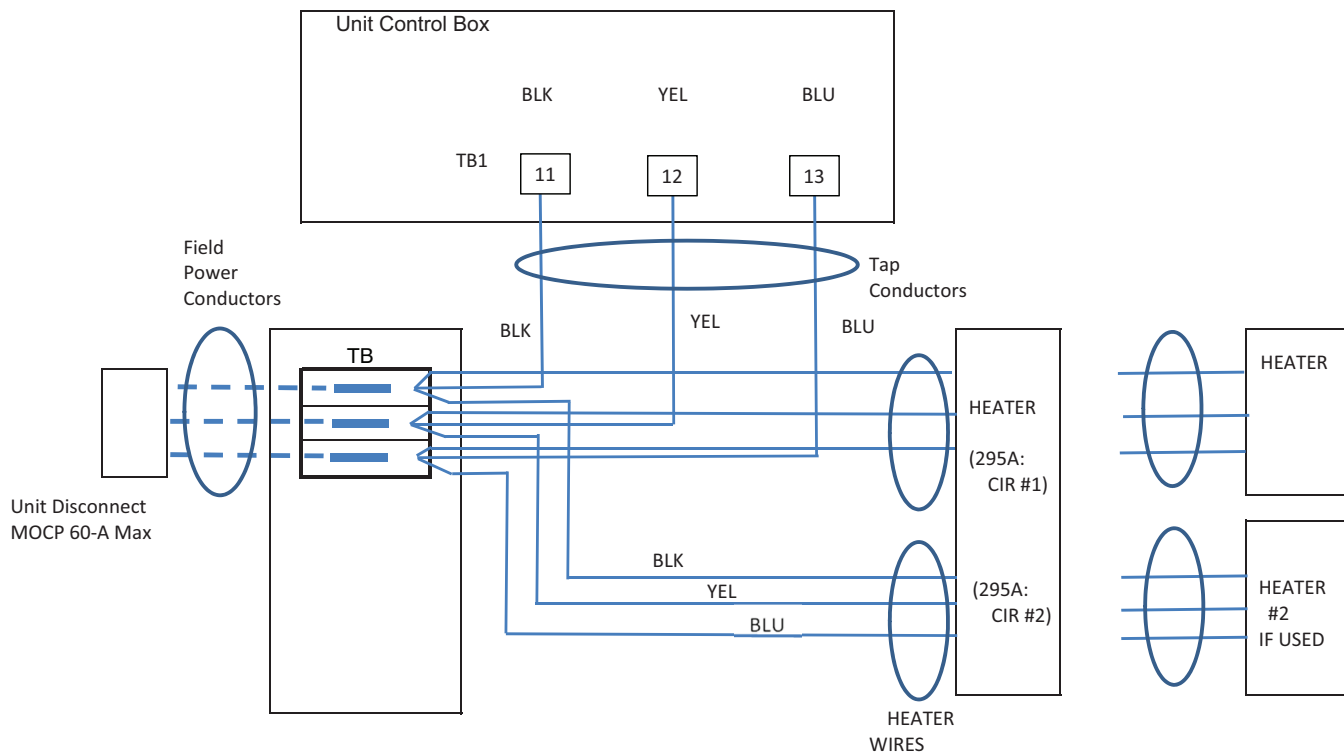 Unit Control Box
BLK
YEL
BLU
TB1
11
12
13
Field
Power
Conductors
Tap
Conductors
BLK
YEL
BLU
TB
HEATER
HEATER
(295A:
CIR #1)
Unit Disconnect
MOCP 60-A Max
BLK
YEL
BLU
(295A:
CIR #2)
HEATER
#2
IF USED
HEATER
WIRES